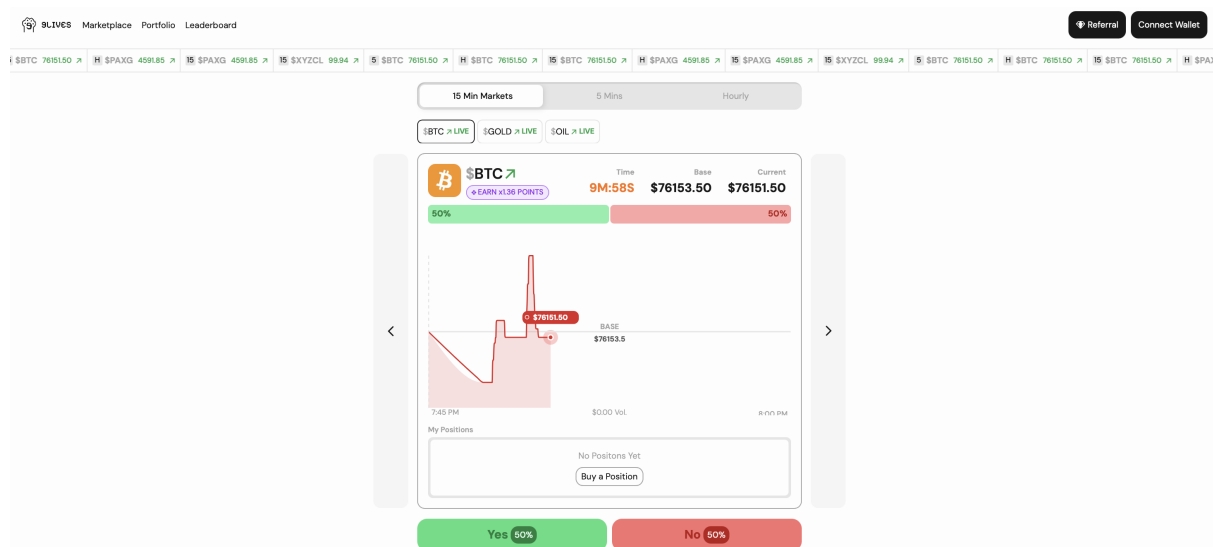 9LIVES Marketplace Portfolio Leaderboard Referral Connect Wallet
$BTC 76151.50 ↗ H $PAXG 4591.85 ↗ 15 $PAXG 4591.85 ↗ 15 $XYZCL 99.94 ↗ 5 $BTC 76151.50 ↗ H $BTC 76151.50 ↗ 15 $BTC 76151.50 ↗ H $PAXG 4591.85 ↗ 15 $PAXG 4591.85 ↗ 15 $XYZCL 99.94 ↗ 5 $BTC 76151.50 ↗ H $BTC 76151.50 ↗ 15 $BTC 76151.50 ↗ H
15 Min Markets 5 Mins Hourly
$BTC ↗ LIVE $GOLD ↗ LIVE $OIL ↗ LIVE
$BTC ↗ Time Base Current
EARN x1.36 POINTS 9M:58S $76153.50 $76151.50
50% 50%
$76151.50
BASE
$76153.5
7:45 PM $0.00 Vol. 8:00 PM
My Positions
No Positons Yet
Buy a Position
Yes 50% No 50%